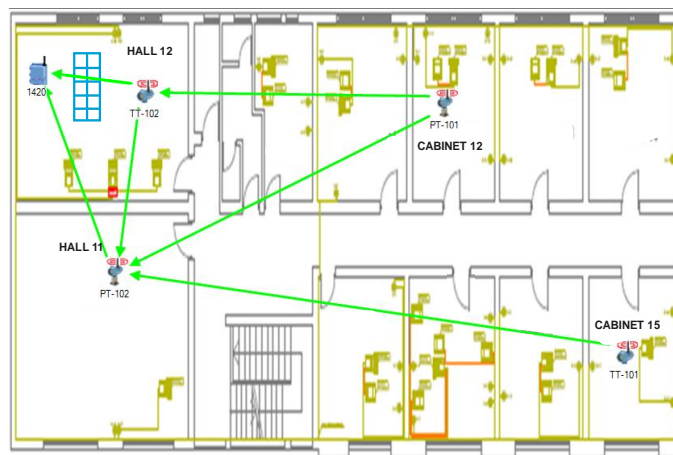 HALL 12
1420
TT-102
PT-101
CABINET 12
HALL 11
PT-102
CABINET 15
TT-101